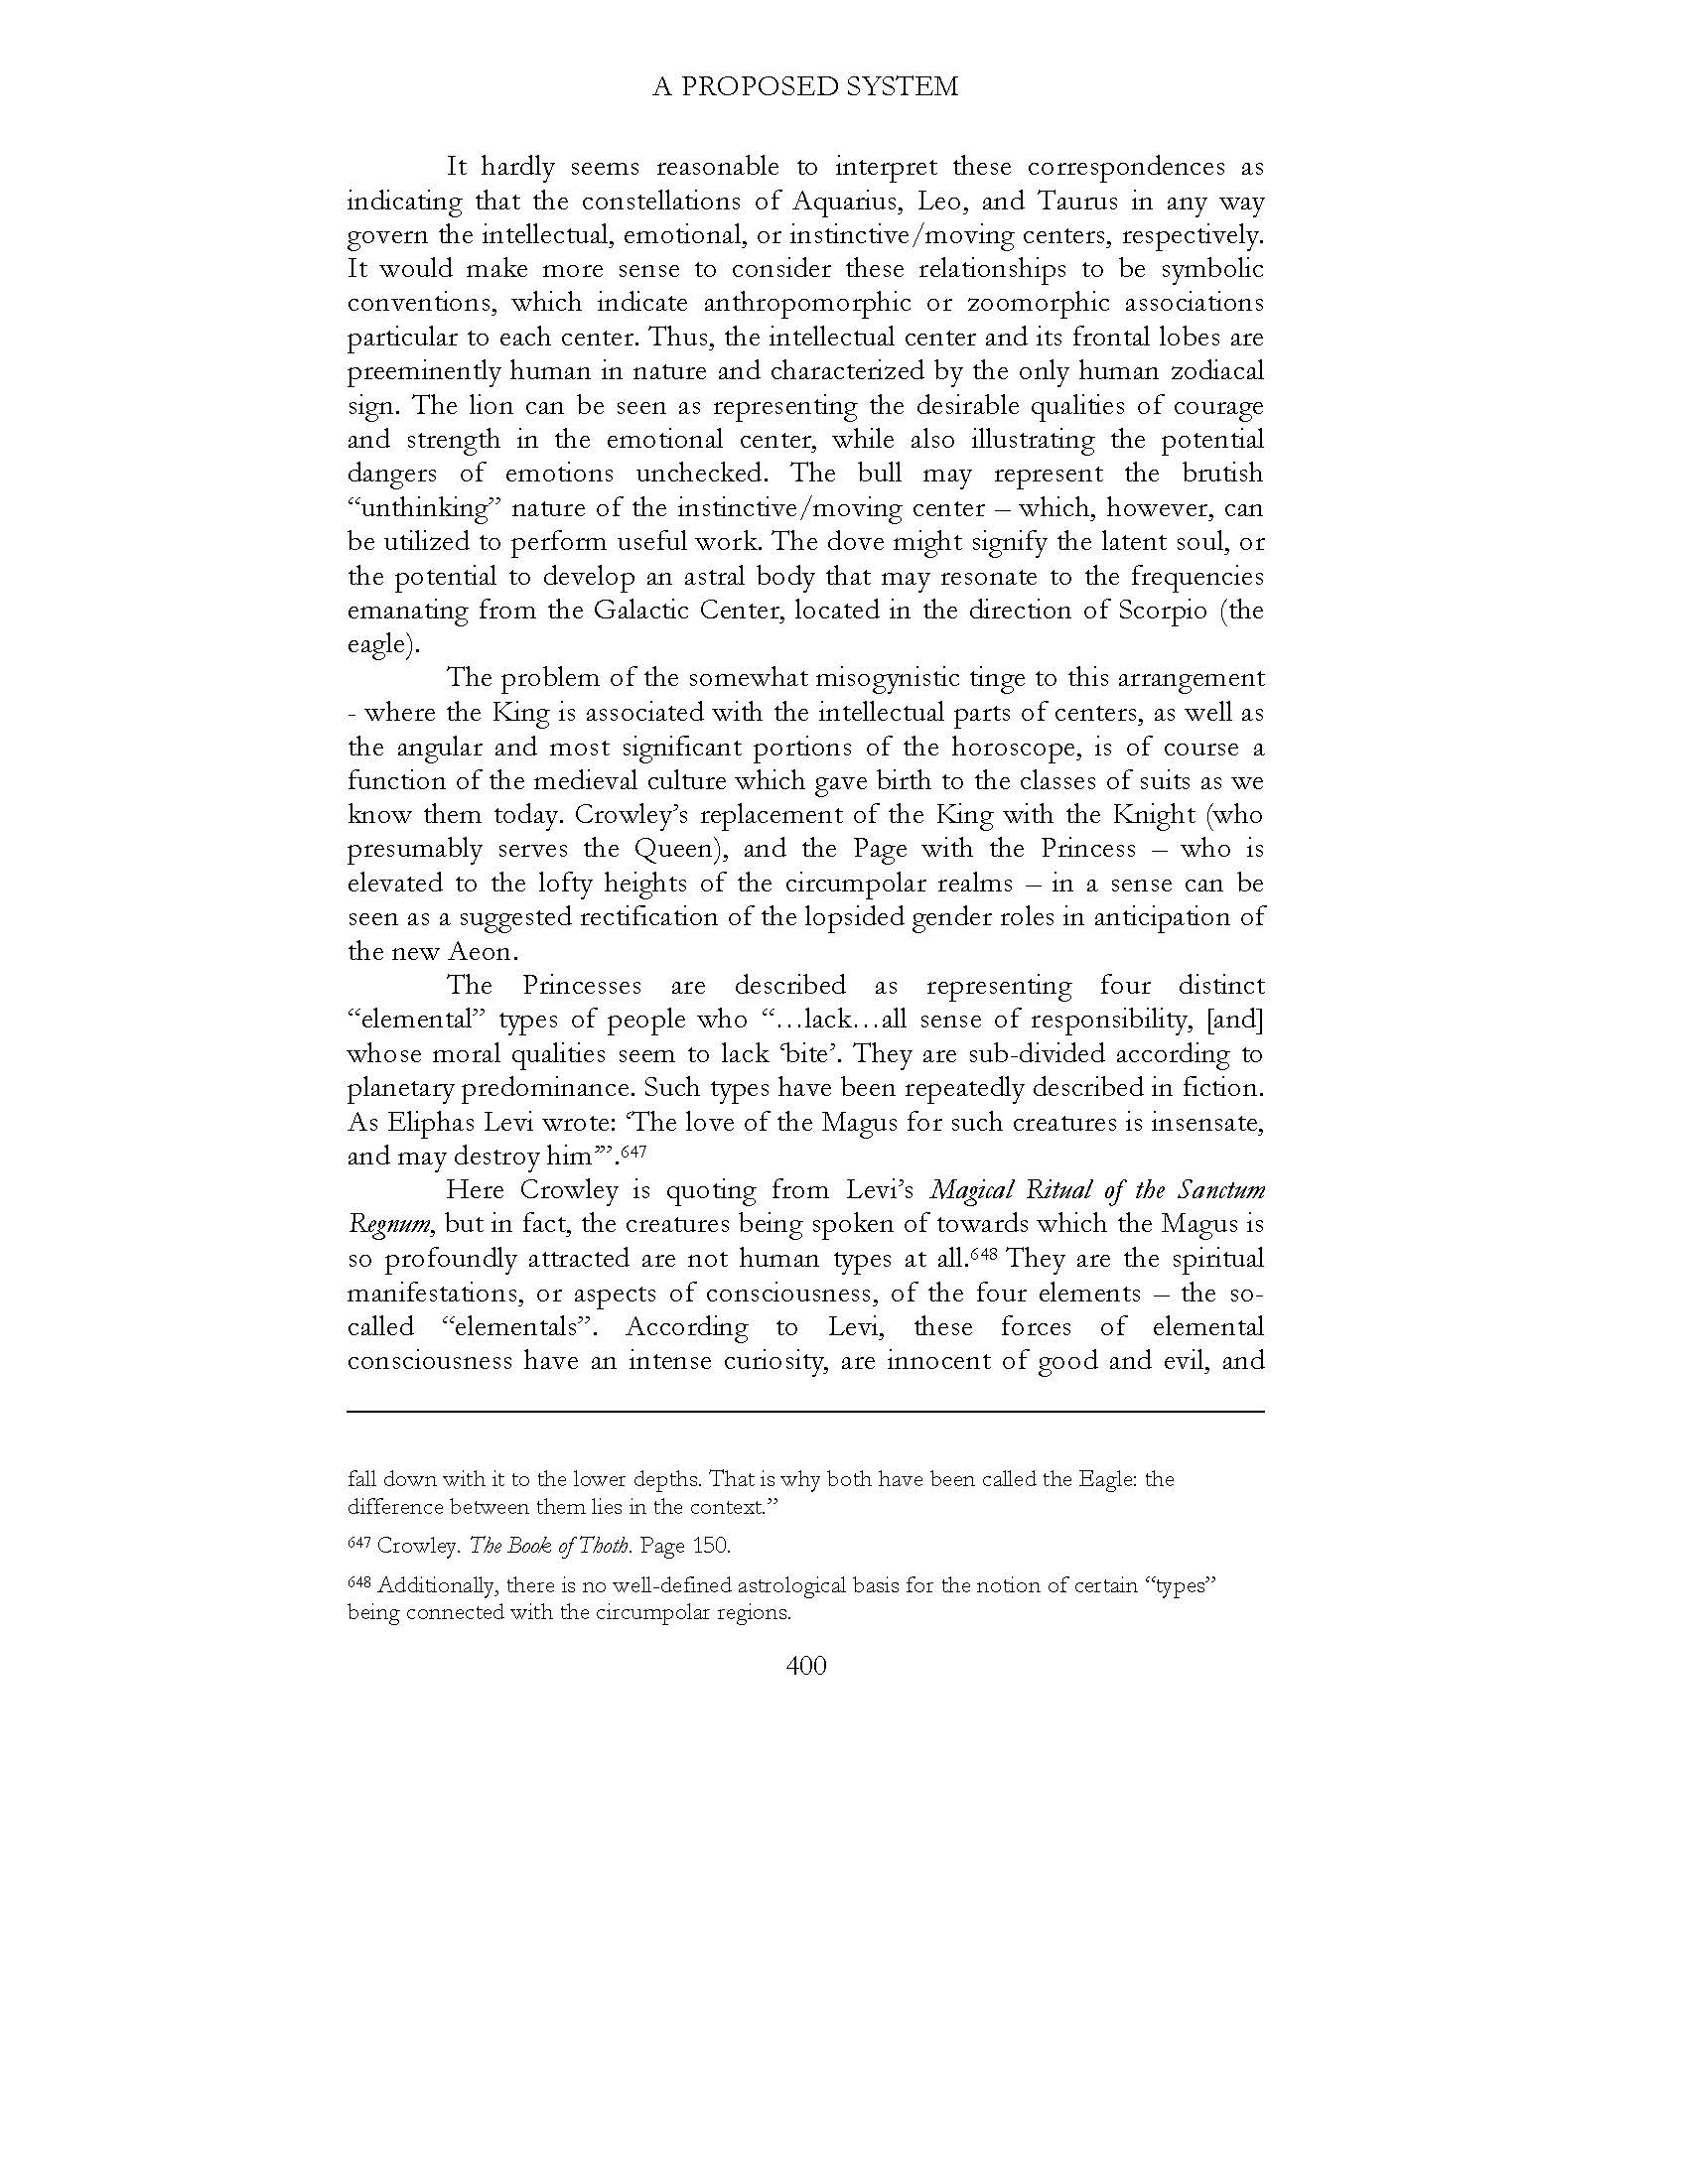 A PROPOSED SYSTEM
It hardly seems reasonable to interpret these correspondences as
indicating that the constellations of Aquarius, Leo, and Taurus in any way
govern the intellectual, emotional, or instinctive/moving centers, respectively.
It would make more sense to consider these relationships to be symbolic
conventions, which indicate anthropomorphic or zoomorphic associations
particular to each center. Thus, the intellectual center and its frontal lobes are
preeminently human in nature and characterized by the only human zodiacal
sign. The lion can be seen as representing the desirable qualities of courage
and strength in the emotional center, while also illustrating the potential
dangers of emotions unchecked. The bull may represent the brutish
“unthinking” nature of the instinctive/moving center – which, however, can
be utilized to perform useful work. The dove might signify the latent soul, or
the potential to develop an astral body that may resonate to the frequencies
emanating from the Galactic Center, located in the direction of Scorpio (the
eagle).
The problem of the somewhat misogynistic tinge to this arrangement
- where the King is associated with the intellectual parts of centers, as well as
the angular and most significant portions of the horoscope, is of course a
function of the medieval culture which gave birth to the classes of suits as we
know them today. Crowley’s replacement of the King with the Knight (who
presumably serves the Queen), and the Page with the Princess – who is
elevated to the lofty heights of the circumpolar realms – in a sense can be
seen as a suggested rectification of the lopsided gender roles in anticipation of
the new Aeon.
The Princesses are described as representing four distinct
“elemental” types of people who “…lack…all sense of responsibility, [and]
whose moral qualities seem to lack ‘bite’. They are sub-divided according to
planetary predominance. Such types have been repeatedly described in fiction.
As Eliphas Levi wrote: ‘The love of the Magus for such creatures is insensate,
and may destroy him’”.647
Here Crowley is quoting from Levi’s Magical Ritual of the Sanctum
Regnum, but in fact, the creatures being spoken of towards which the Magus is
so profoundly attracted are not human types at all.648 They are the spiritual
manifestations, or aspects of consciousness, of the four elements – the so-
called “elementals”. According to Levi, these forces of elemental
consciousness have an intense curiosity, are innocent of good and evil, and
fall down with it to the lower depths. That is why both have been called the Eagle: the
difference between them lies in the context.”
647 Crowley. The Book of Thoth. Page 150.
648 Additionally, there is no well-defined astrological basis for the notion of certain “types”
being connected with the circumpolar regions.
400